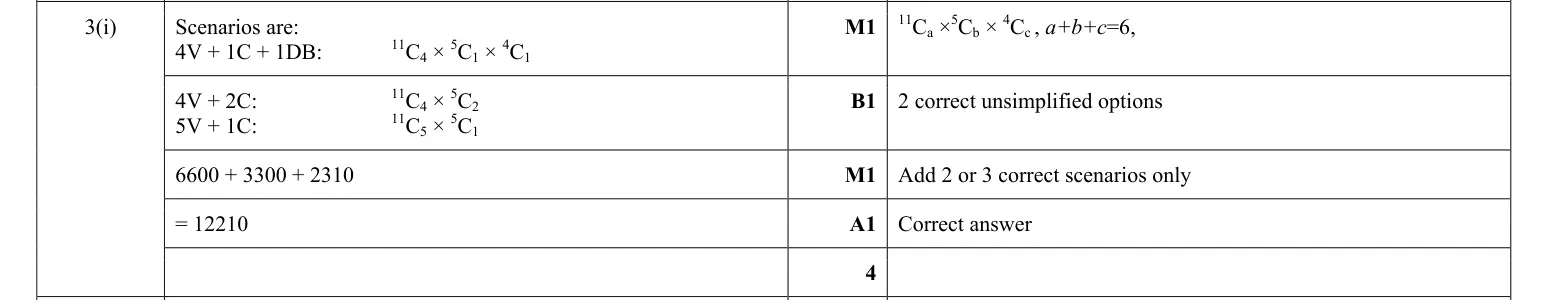 3(i) Scenarios are: M1 ¹¹Cₐ ×⁵C_b × ⁴C_c , a+b+c=6,
4V + 1C + 1DB: ¹¹C₄ × ⁵C₁ × ⁴C₁
4V + 2C: ¹¹C₄ × ⁵C₂ B1 2 correct unsimplified options
5V + 1C: ¹¹C₅ × ⁵C₁
6600 + 3300 + 2310 M1 Add 2 or 3 correct scenarios only
= 12210 A1 Correct answer
4